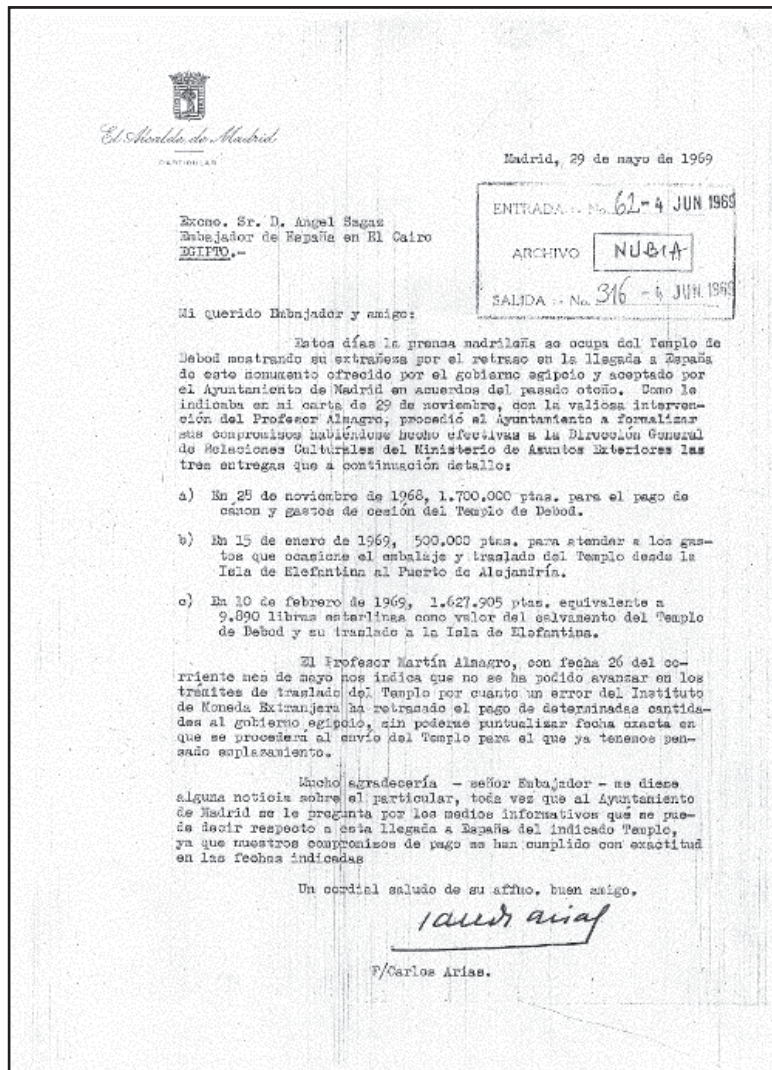 El Alcalde de Madrid
PARTICULAR
Madrid, 29 de mayo de 1969
ENTRADA :- No. 62 - 4 JUN 1969
ARCHIVO NUBIA
SALIDA :- No. 316 - 4 JUN 1969
Excmo. Sr. D. Angel Sagaz
Embajador de España en El Cairo
EGIPTO.-
Mi querido Embajador y amigo:
Estos días la prensa madrileña se ocupa del Templo de
Debod mostrando su extrañeza por el retraso en la llegada a España
de este monumento ofrecido por el gobierno egipcio y aceptado por
el Ayuntamiento de Madrid en acuerdos del pasado otoño. Como le
indicaba en mi carta de 29 de noviembre, con la valiosa interven-
ción del Profesor Almagro, procedió el Ayuntamiento a formalizar
sus compromisos habiéndose hecho efectivas a la Dirección General
de Relaciones Culturales del Ministerio de Asuntos Exteriores las
tres entregas que a continuación detallo:
a) En 28 de noviembre de 1968, 1.700.000 ptas. para el pago de
cánon y gastos de cesión del Templo de Debod.
b) En 15 de enero de 1969, 500.000 ptas. para atender a los gas-
tos que ocasione el embalaje y traslado del Templo desde la
Isla de Elefantina al Puerto de Alejandría.
c) En 10 de febrero de 1969, 1.627.905 ptas. equivalente a
9.890 libras esterlinas como valor del salvamento del Templo
de Debod y su traslado a la Isla de Elefantina.
El Profesor Martín Almagro, con fecha 26 del co-
rriente mes de mayo nos indica que no se ha podido avanzar en los
trámites de traslado del Templo por cuanto un error del Instituto
de Moneda Extranjera ha retrasado el pago de determinadas cantida-
des al gobierno egipcio, sin poderme puntualizar fecha exacta en
que se procederá al envío del Templo para el que ya tenemos pen-
sado emplazamiento.
Mucho agradecería - señor Embajador - me diese
alguna noticia sobre el particular, toda vez que al Ayuntamiento
de Madrid se le pregunta por los medios informativos que se pue-
de decir respecto a esta llegada a España del indicado Templo,
ya que nuestros compromisos de pago se han cumplido con exactitud
en las fechas indicadas
Un cordial saludo de su affmo. buen amigo.
F/Carlos Arias.